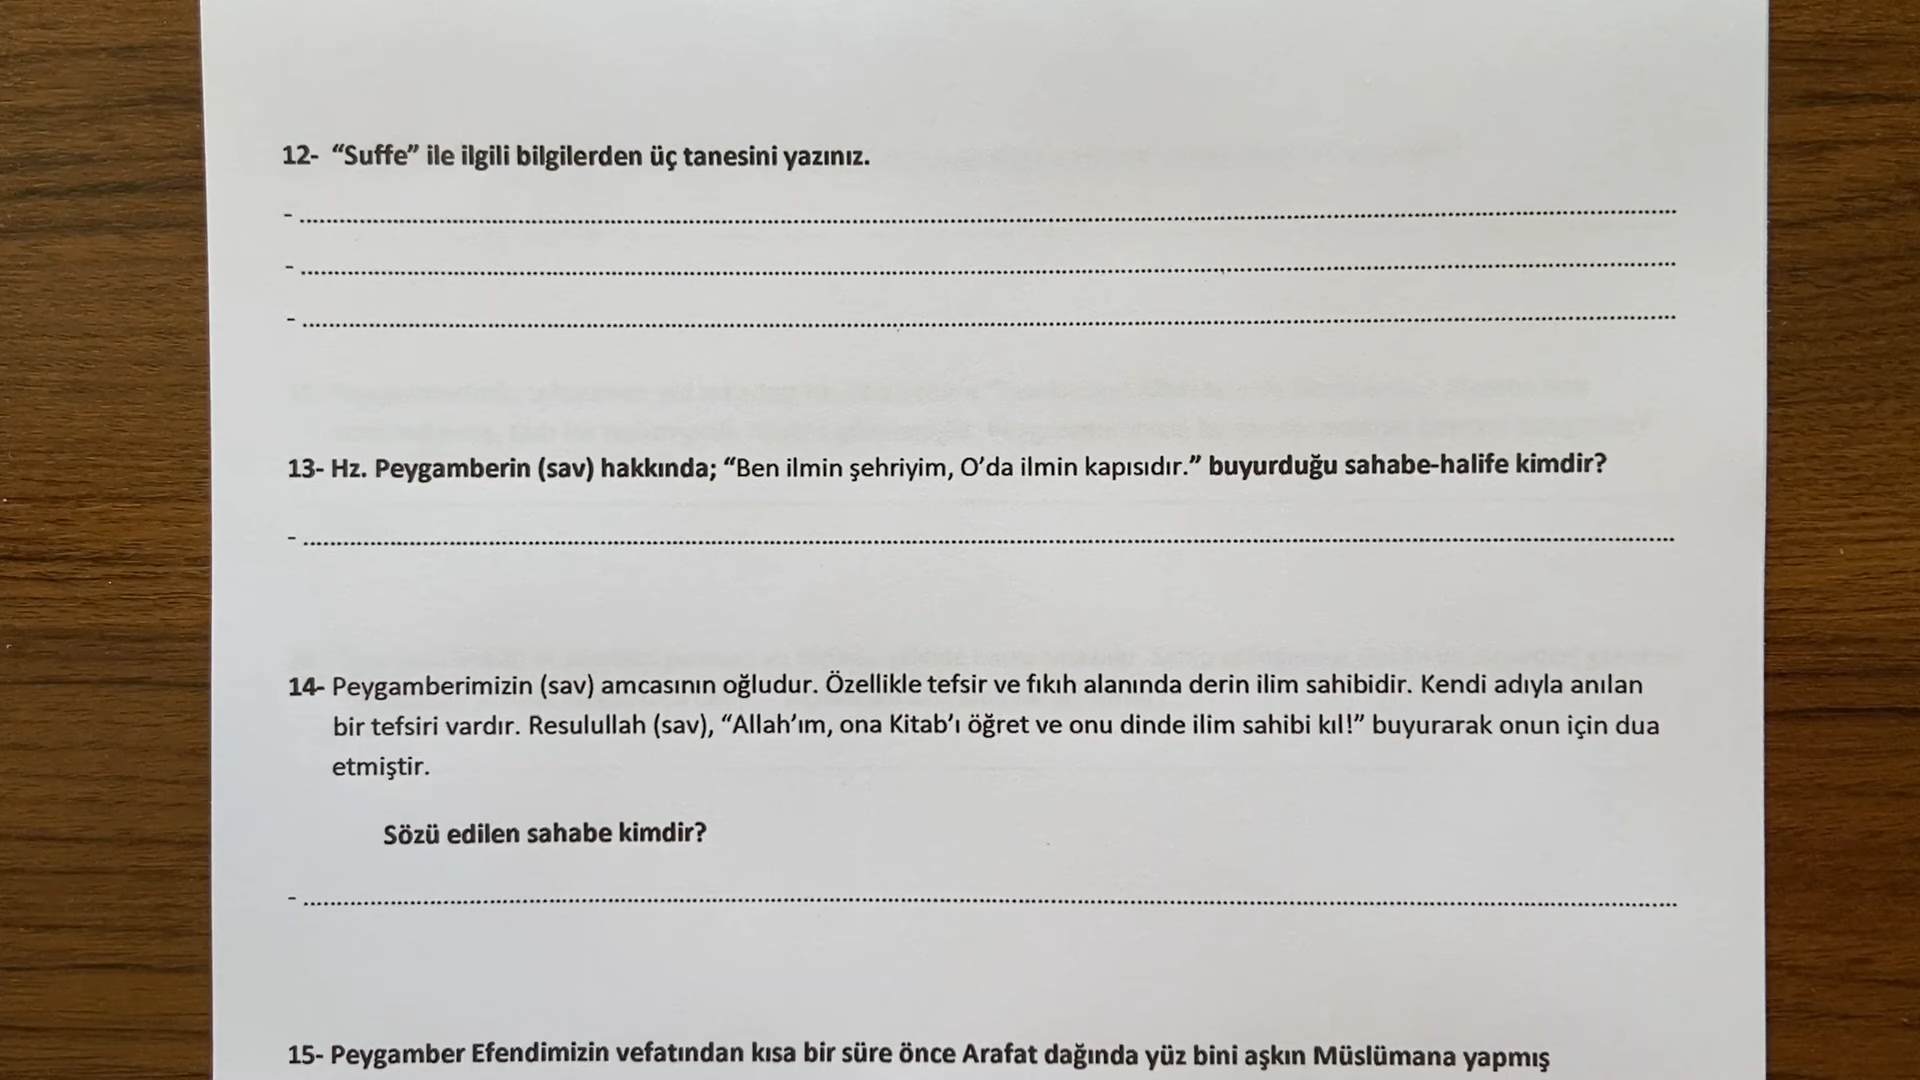 12- “Suffe” ile ilgili bilgilerden üç tanesini yazınız.
- ....................................................................................................
- ....................................................................................................
- ....................................................................................................
13- Hz. Peygamberin (sav) hakkında; “Ben ilmin şehriyim, O’da ilmin kapısıdır.” buyurduğu sahabe-halife kimdir?
- ....................................................................................................
14- Peygamberimizin (sav) amcasının oğludur. Özellikle tefsir ve fıkıh alanında derin ilim sahibidir. Kendi adıyla anılan
bir tefsiri vardır. Resulullah (sav), “Allah’ım, ona Kitab’ı öğret ve onu dinde ilim sahibi kıl!” buyurarak onun için dua
etmiştir.
Sözü edilen sahabe kimdir?
- ....................................................................................................
15- Peygamber Efendimizin vefatından kısa bir süre önce Arafat dağında yüz bini aşkın Müslümana yapmış